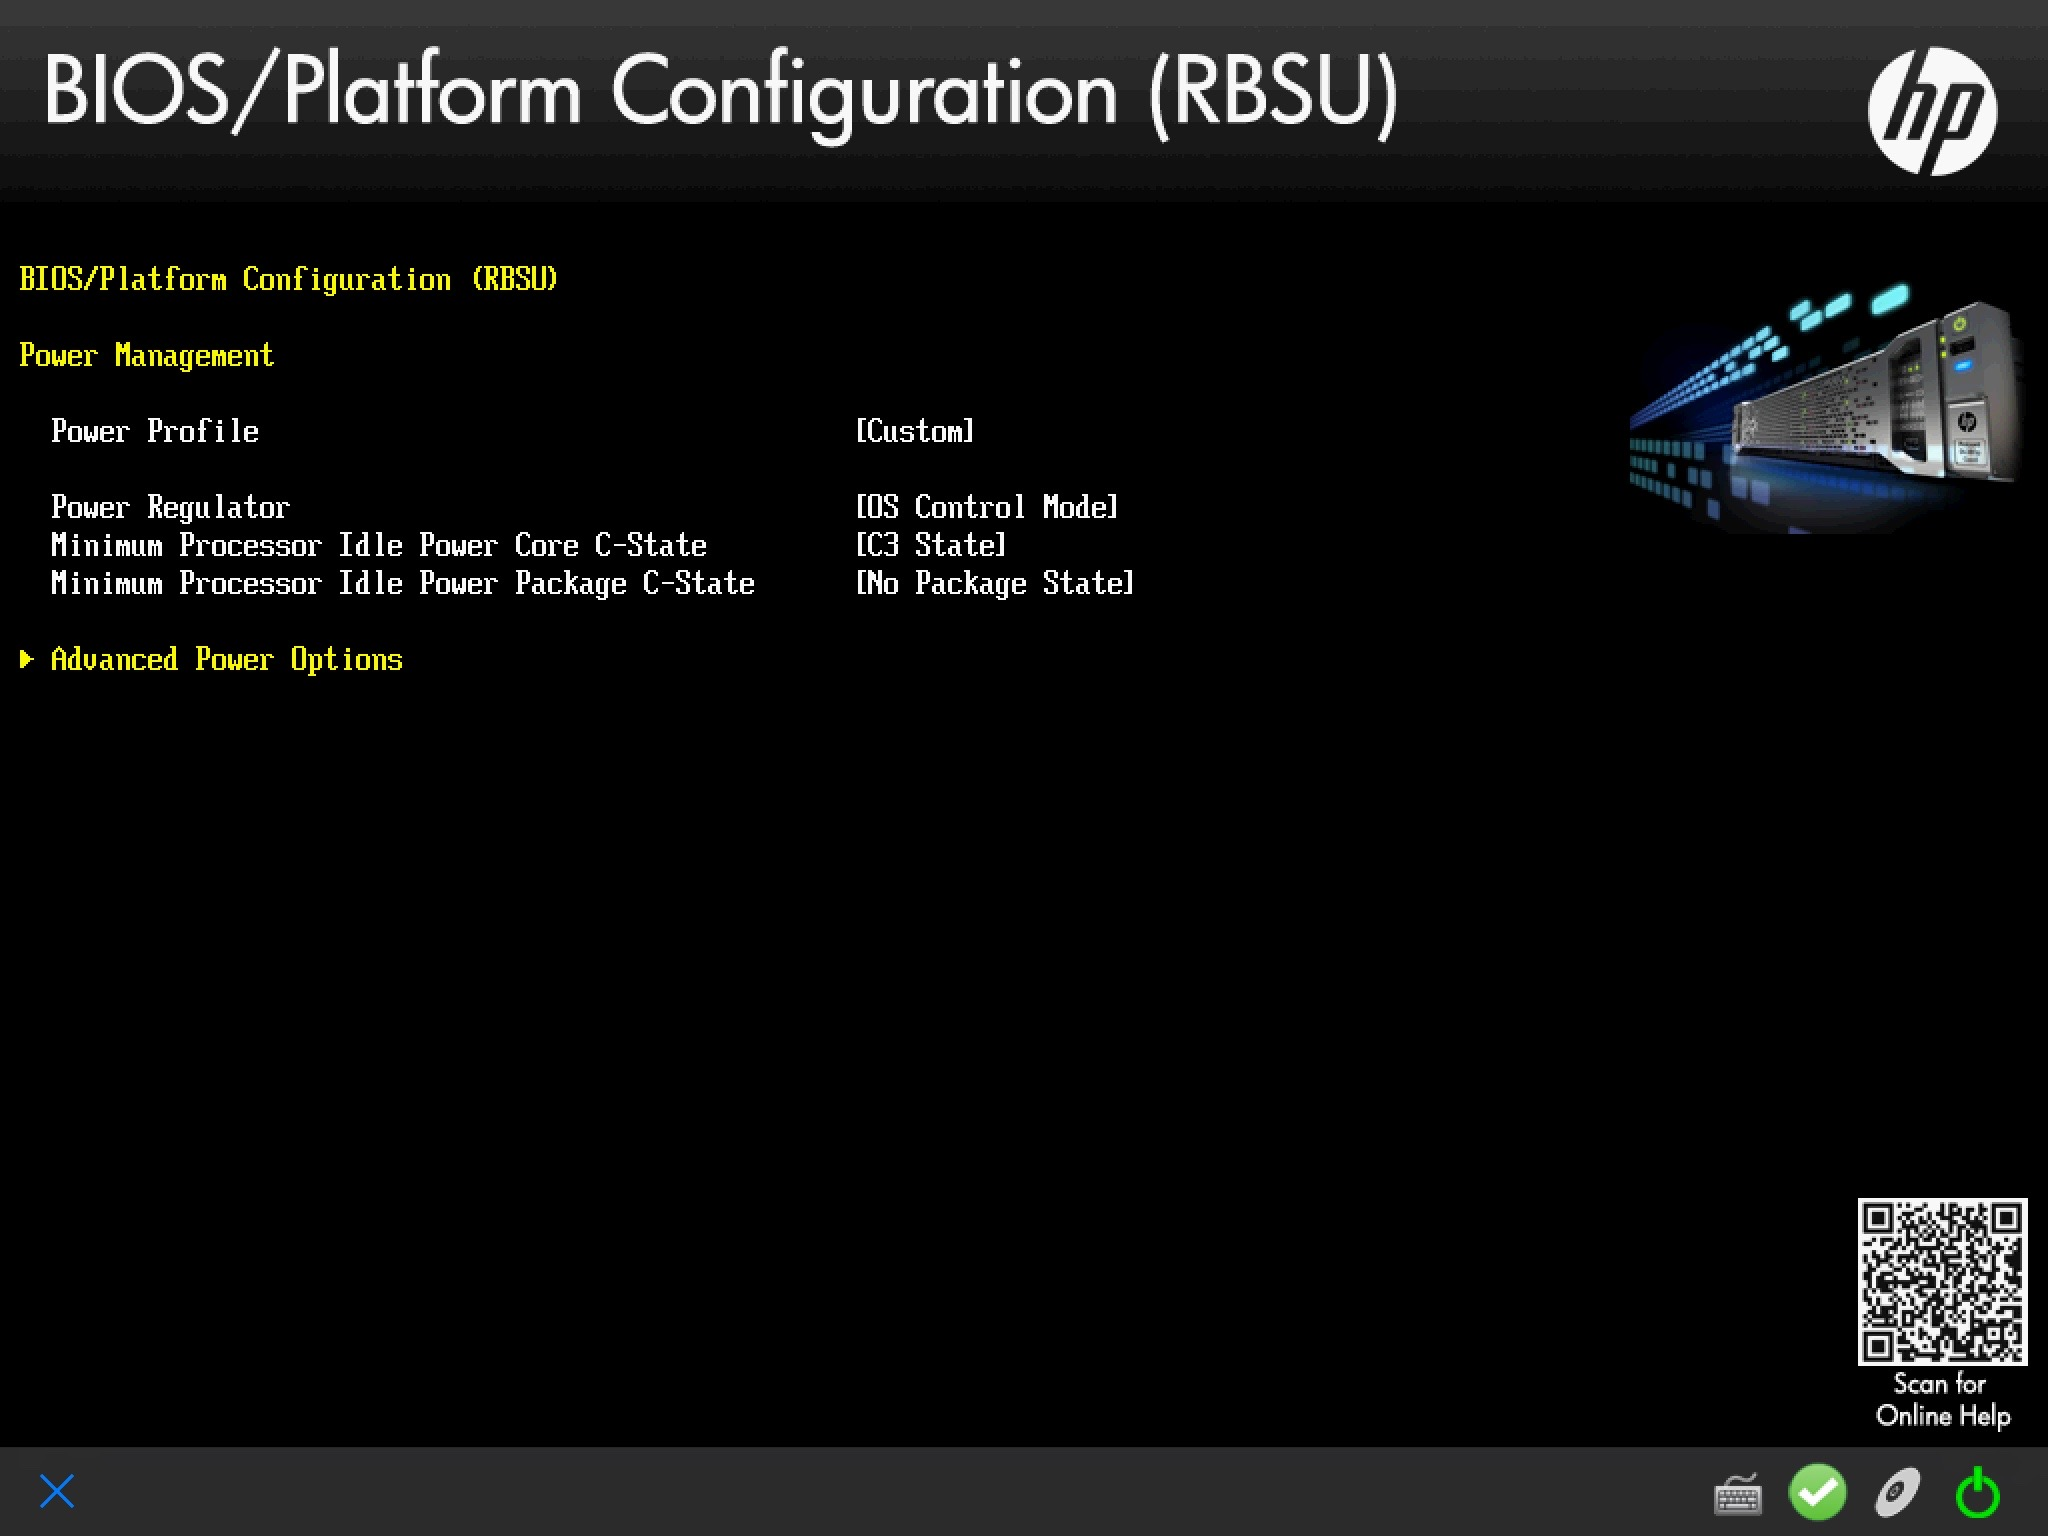 BIOS/Platform Configuration (RBSU)
hp
BIOS/Platform Configuration (RBSU)
Power Management
Power Profile [Custom]
Power Regulator [OS Control Mode]
Minimum Processor Idle Power Core C-State [C3 State]
Minimum Processor Idle Power Package C-State [No Package State]
Advanced Power Options
Scan for
Online Help